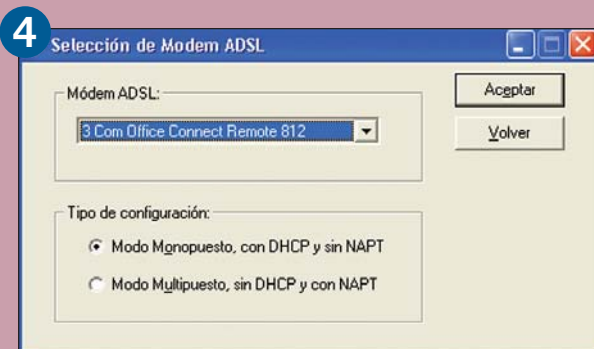 4
Selección de Modem ADSL
Módem ADSL:
3 Com Office Connect Remote 812
Aceptar
Volver
Tipo de configuración:
Modo Monopuesto, con DHCP y sin NAPT
Modo Multipuesto, sin DHCP y con NAPT